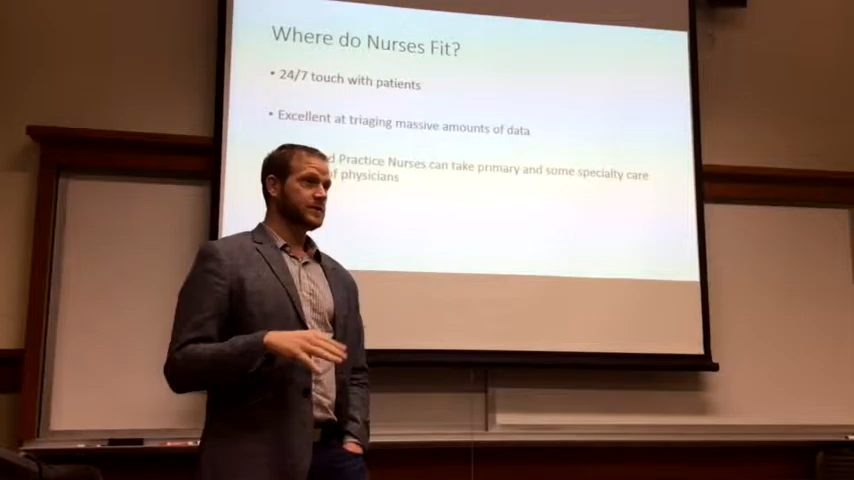 Where do Nurses Fit?
• 24/7 touch with patients
• Excellent at triaging massive amounts of data
d Practice Nurses can take primary and some specialty care
f physicians